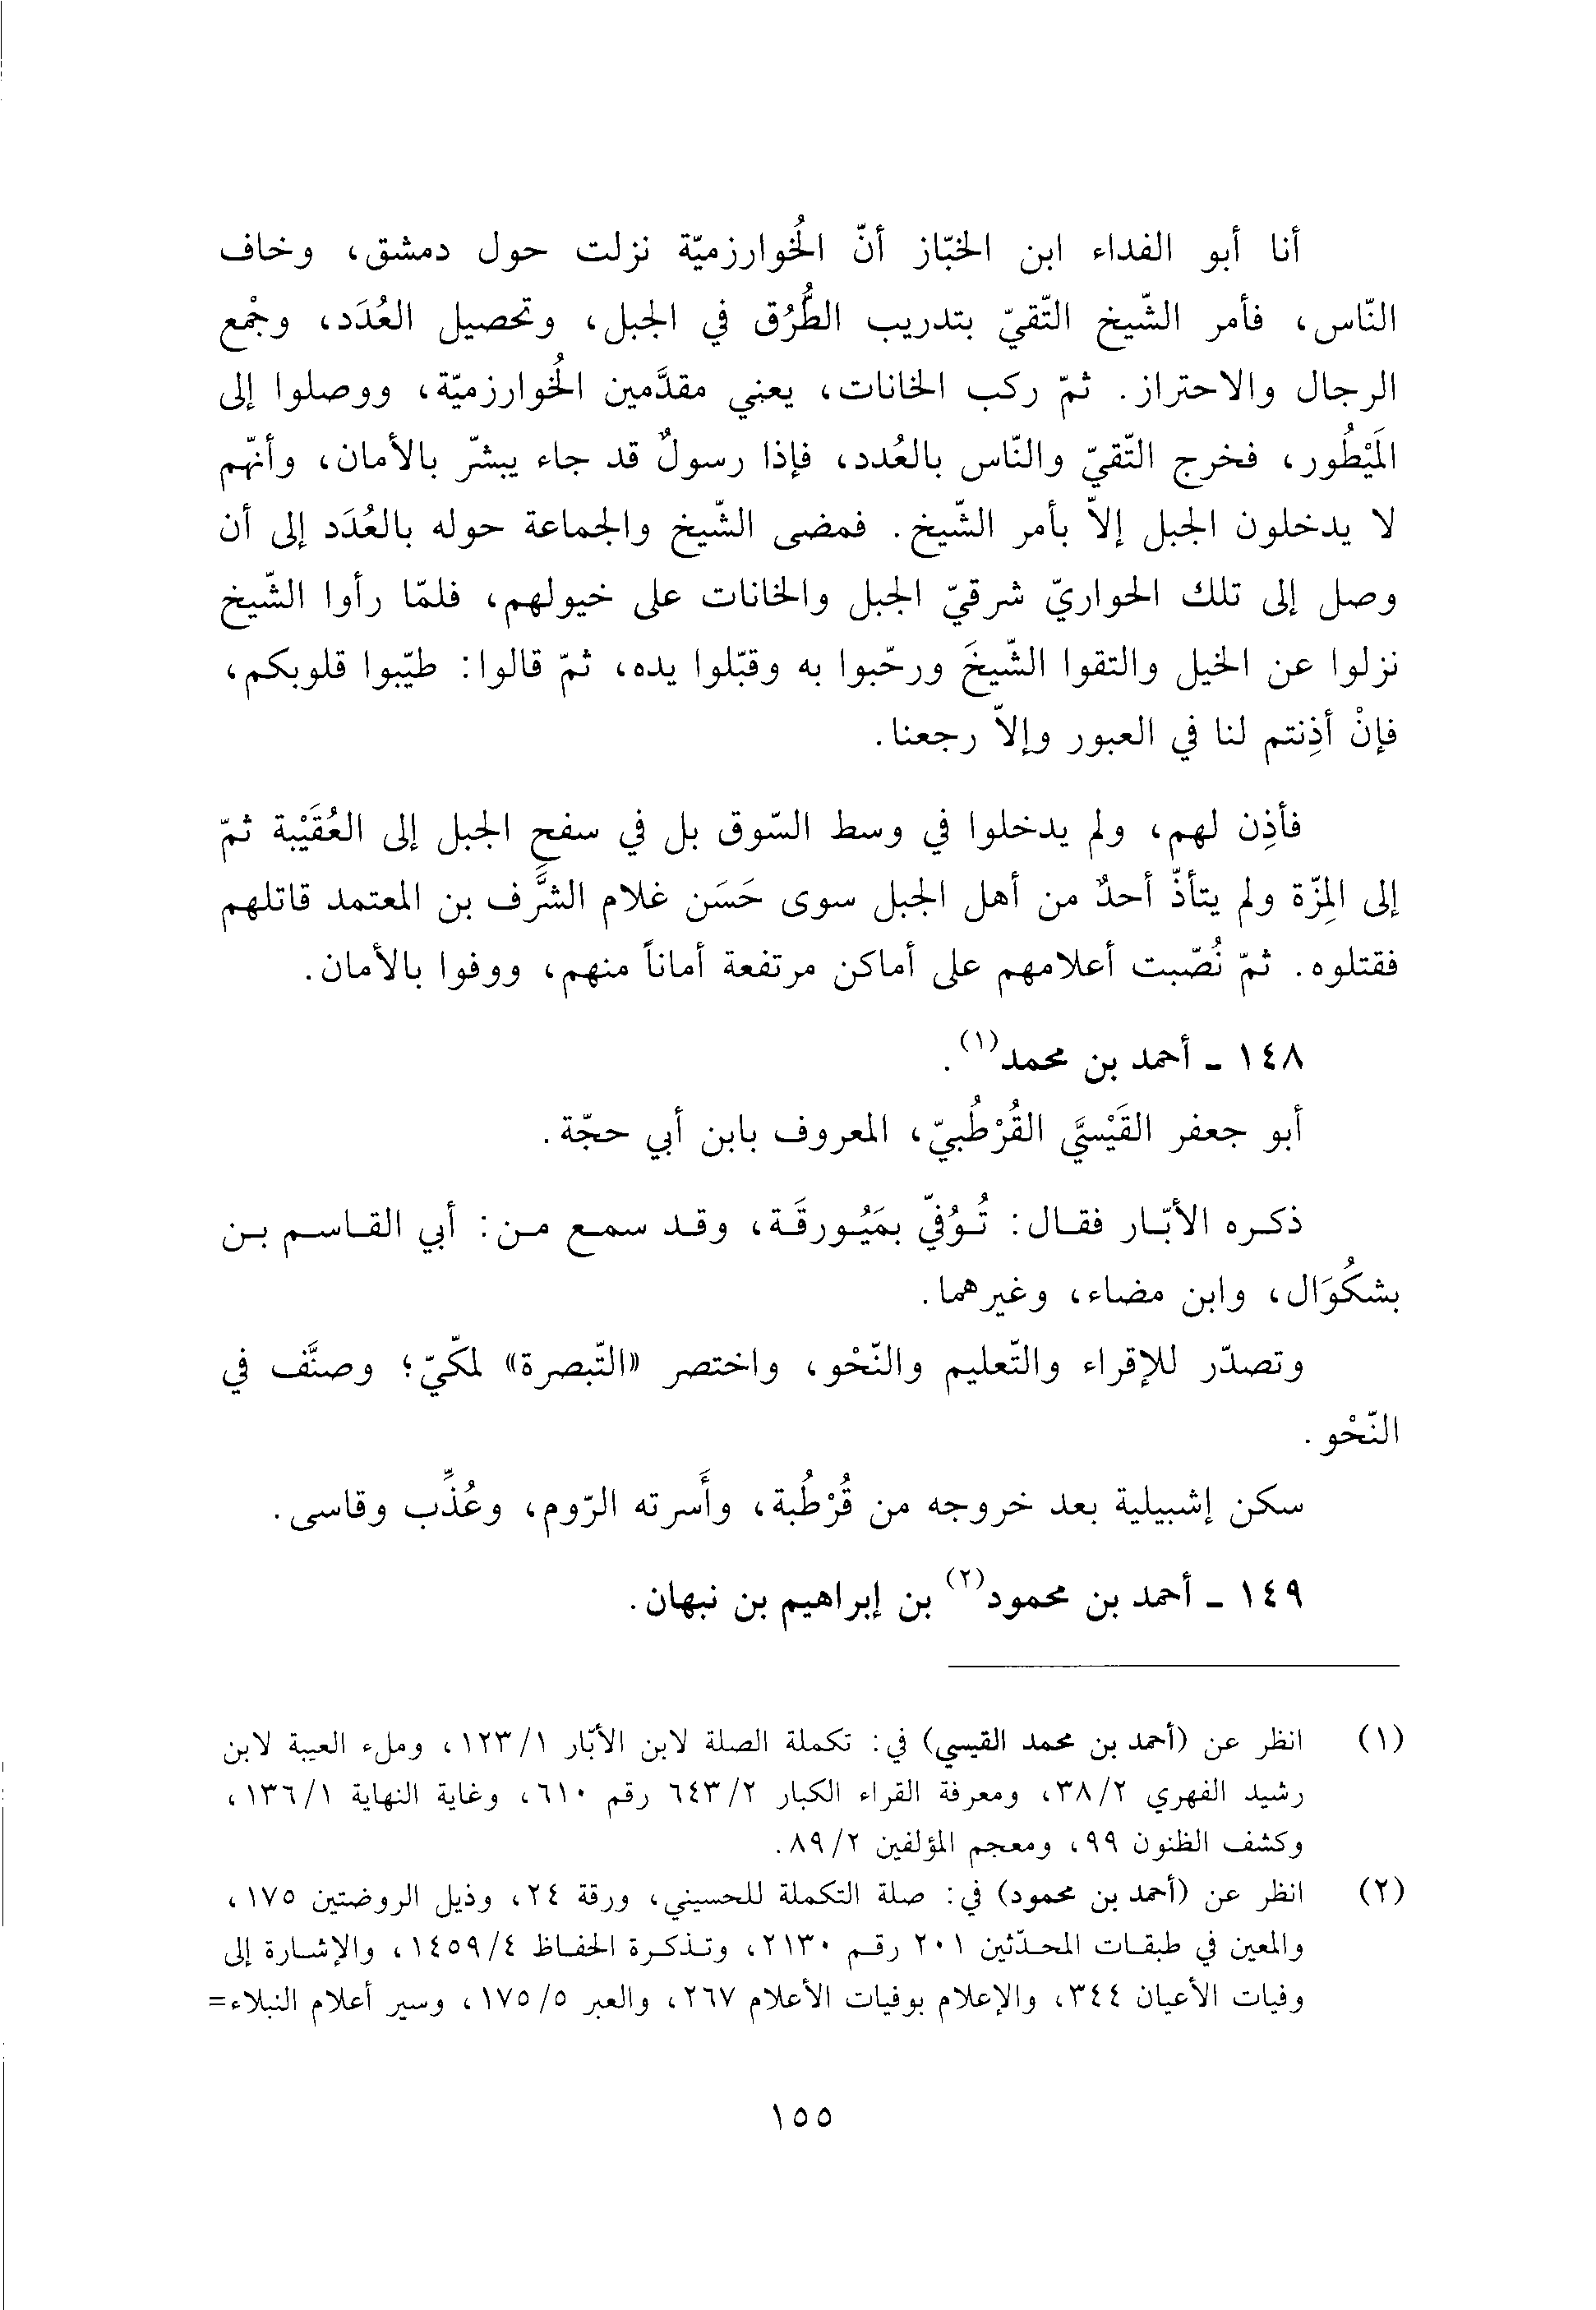 أنا أبو الفداء ابن الخبّاز أنّ الخُوارزميّة نزلت حول دمشق، وخاف
النّاس، فأمر الشّيخ التّقيّ بتدريب الطُّرُق في الجبل، وتحصيل العُدَد، وجْمع
الرجال والاحتراز. ثمّ ركب الخانات، يعني مقدَّمين الخُوارزميّة، ووصلوا إلى
المَيْطُور، فخرج التّقيّ والنّاس بالعُدد، فإذا رسولٌ قد جاء يبشّر بالأمان، وأنّهم
لا يدخلون الجبل إلاّ بأمر الشّيخ. فمضى الشّيخ والجماعة حوله بالعُدَد إلى أن
وصل إلى تلك الحواريّ شرقيّ الجبل والخانات على خيولهم، فلمّا رأوا الشّيخ
نزلوا عن الخيل والتقوا الشّيخَ ورحّبوا به وقبّلوا يده، ثمّ قالوا: طيّبوا قلوبكم،
فإنْ أذِنتم لنا في العبور وإلاّ رجعنا.
فأذِن لهم، ولم يدخلوا في وسط السّوق بل في سفح الجبل إلى العُقَيْبة ثمّ
إلى المِزّة ولم يتأذّ أحدٌ من أهل الجبل سوى حَسَن غلام الشَّرف بن المعتمد قاتلهم
فقتلوه. ثمّ نُصّبت أعلامهم على أماكن مرتفعة أماناً منهم، ووفوا بالأمان.
١٤٨ ـ أحمد بن محمد(١).
أبو جعفر القَيْسيَّ القُرْطُبيّ، المعروف بابن أبي حجّة.
ذكره الأبّار فقال: تُوُفيّ بمَيُورقَة، وقد سمع من: أبي القاسم بن
بشكُوَال، وابن مضاء، وغيرهما.
وتصدّر للإقراء والتّعليم والنّحْو، واختصر «التّبصرة» لمكّيّ؛ وصنَّف في
النّحْو.
سكن إشبيلية بعد خروجه من قُرْطُبة، وأَسرته الرّوم، وعُذِّب وقاسى.
١٤٩ ـ أحمد بن محمود(٢) بن إبراهيم بن نبهان.
(١) انظر عن (أحمد بن محمد القيسي) في: تكملة الصلة لابن الأبّار ١/١٢٣، وملء العيبة لابن
رشيد الفهري ٢/٣٨، ومعرفة القراء الكبار ٢/٦٤٣ رقم ٦١٠، وغاية النهاية ١/١٣٦،
وكشف الظنون ٩٩، ومعجم المؤلفين ٢/٨٩.
(٢) انظر عن (أحمد بن محمود) في: صلة التكملة للحسيني، ورقة ٢٤، وذيل الروضتين ١٧٥،
والمعين في طبقات المحدّثين ٢٠١ رقم ٢١٣٠، وتذكرة الحفاظ ٤/١٤٥٩، والإشارة إلى
وفيات الأعيان ٣٤٤، والإعلام بوفيات الأعلام ٢٦٧، والعبر ٥/١٧٥، وسير أعلام النبلاء=
١٥٥